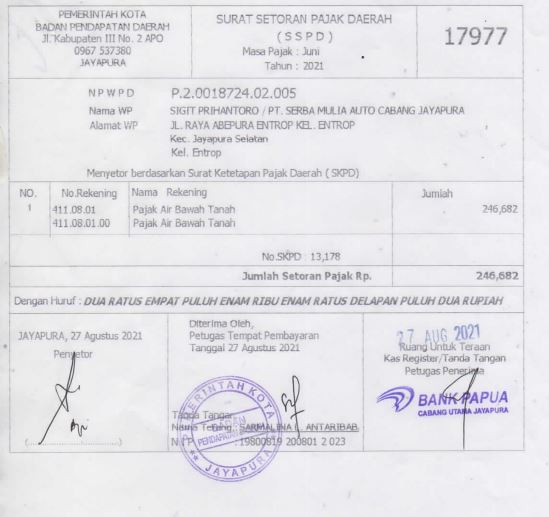 PEMERINTAH KOTA
BADAN PENDAPATAN DAERAH
Jl. Kabupaten III No. 2 APO
0967 537380
JAYAPURA
SURAT SETORAN PAJAK DAERAH
( S S P D )
Masa Pajak : Juni
Tahun : 2021
17977
N P W P D P.2.0018724.02.005
Nama WP SIGIT PRIHANTORO / PT. SERBA MULIA AUTO CABANG JAYAPURA
Alamat WP JL. RAYA ABEPURA ENTROP KEL. ENTROP
Kec. Jayapura Selatan
Kel. Entrop
Menyetor berdasarkan Surat Ketetapan Pajak Daerah ( SKPD)
NO. No.Rekening Nama Rekening Jumlah
1 411.08.01 Pajak Air Bawah Tanah 246,682
411.08.01.00 Pajak Air Bawah Tanah
No.SKPD : 13,178
Jumlah Setoran Pajak Rp. 246,682
Dengan Huruf : DUA RATUS EMPAT PULUH ENAM RIBU ENAM RATUS DELAPAN PULUH DUA RUPIAH
JAYAPURA, 27 Agustus 2021
Penyetor
(..........................)
Diterima Oleh,
Petugas Tempat Pembayaran
Tanggal 27 Agustus 2021
Tanda Tangan
Nama Terang : SARMALINA L. ANTARIBAB
N I P : 19800819 200801 2 023
PEMERINTAH KOTA
BADAN
PENDAPATAN
JAYAPURA
27 AUG 2021
Ruang Untuk Teraan
Kas Register/Tanda Tangan
Petugas Penerima
BANK PAPUA
CABANG UTAMA JAYAPURA